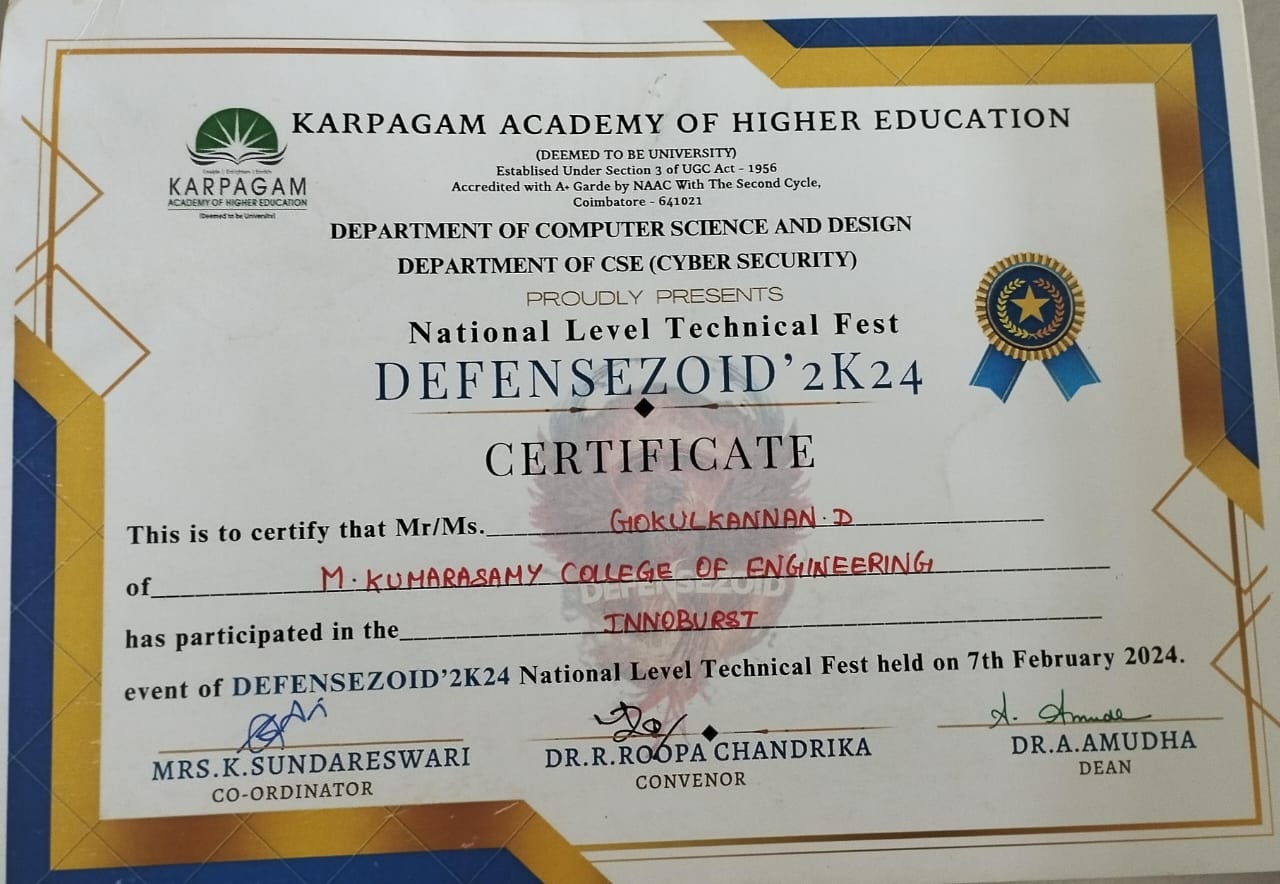 KARPAGAM ACADEMY OF HIGHER EDUCATION
Enable | Enlighten | Enrich
KARPAGAM
ACADEMY OF HIGHER EDUCATION
(Deemed to be University)
(DEEMED TO BE UNIVERSITY)
Establised Under Section 3 of UGC Act - 1956
Accredited with A+ Garde by NAAC With The Second Cycle,
Coimbatore - 641021
DEPARTMENT OF COMPUTER SCIENCE AND DESIGN
DEPARTMENT OF CSE (CYBER SECURITY)
PROUDLY PRESENTS
National Level Technical Fest
DEFENSEZOID'2K24
CERTIFICATE
This is to certify that Mr/Ms. GOKULKANNAN.D
of M.KUMARASAMY COLLEGE OF ENGINEERING
DEFENSEZOID
has participated in the INNOBURST
event of DEFENSEZOID'2K24 National Level Technical Fest held on 7th February 2024.
A. Amudha
MRS.K.SUNDARESWARI DR.R.ROOPA CHANDRIKA DR.A.AMUDHA
CO-ORDINATOR CONVENOR DEAN